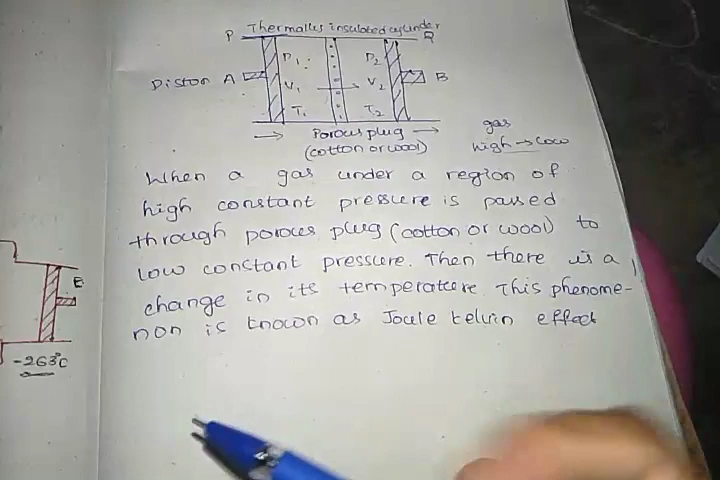 P Thermally insulated cylinder Q
Piston A P1 P2 B
V1 V2
T1 T2
Porous plug
(cotton or wool)
gas
high → low
When a gas under a region of
high constant pressure is passed
through porous plug (cotton or wool) to
low constant pressure. Then there is a
change in its temperature. This phenome-
non is known as Joule kelvin effect
B
-263°C